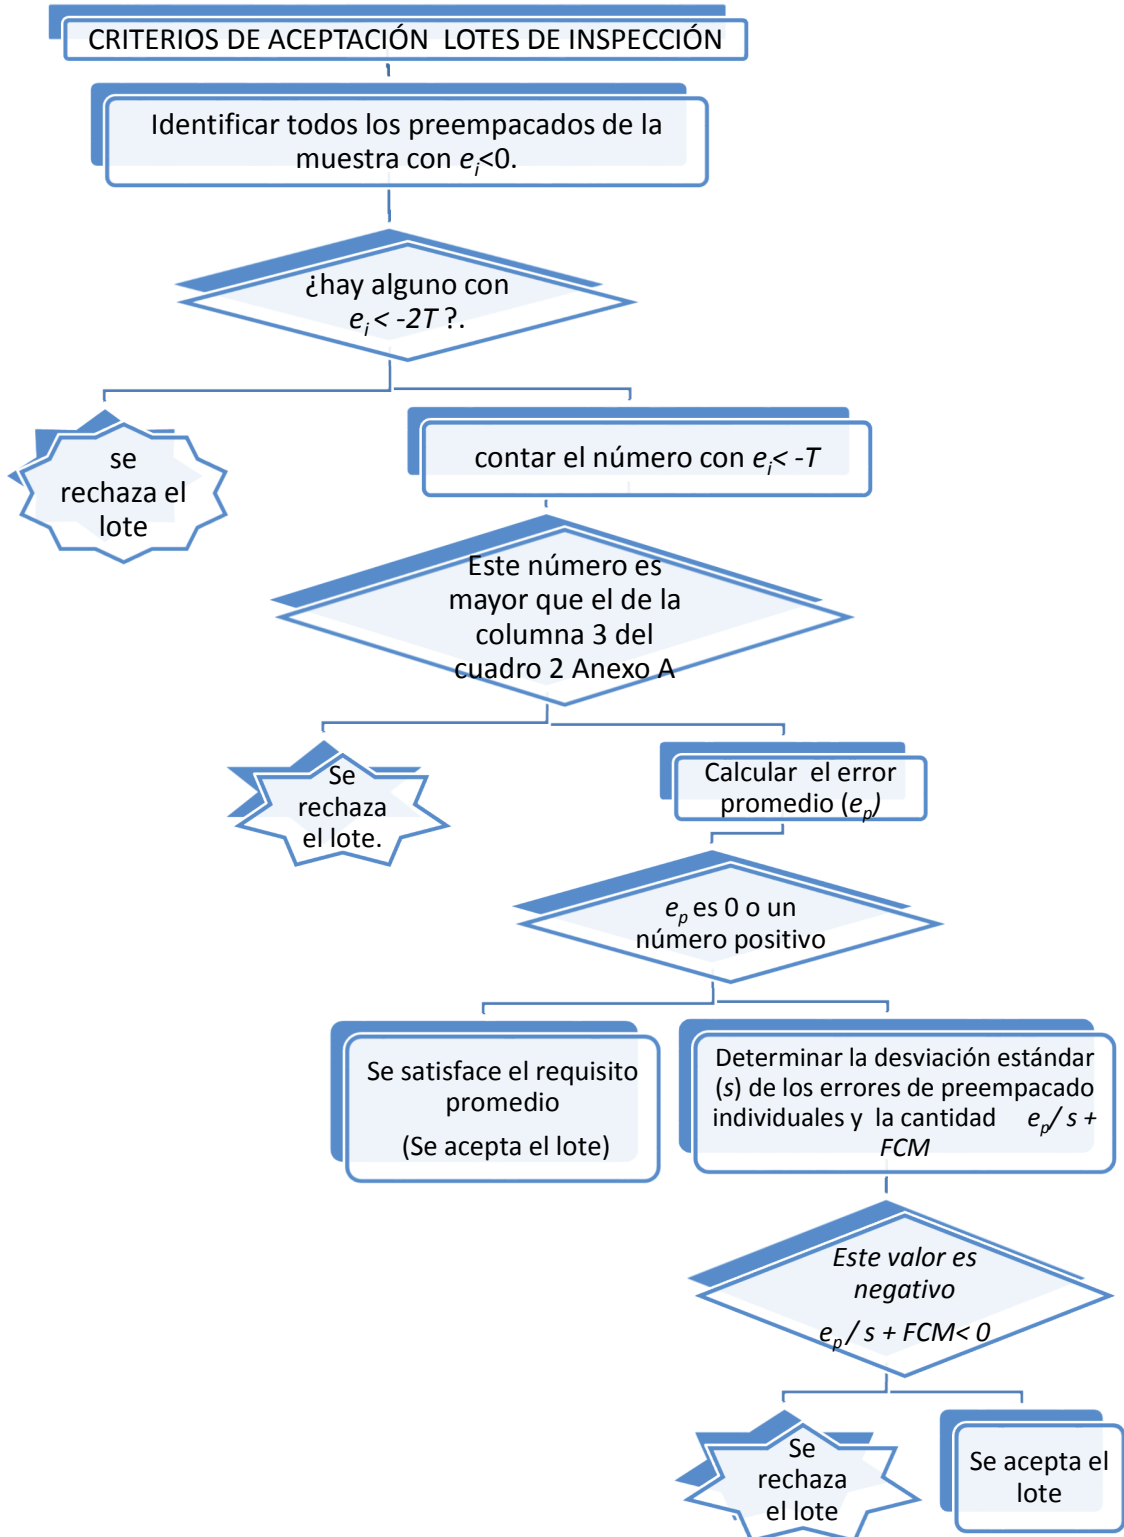 CRITERIOS DE ACEPTACIÓN LOTES DE INSPECCIÓN
Identificar todos los preempacados de la
muestra con ei<0.
¿hay alguno con
ei < -2T ?.
se
rechaza el
lote
contar el número con ei< -T
Este número es
mayor que el de la
columna 3 del
cuadro 2 Anexo A
Se
rechaza
el lote.
Calcular el error
promedio (ep)
ep es 0 o un
número positivo
Se satisface el requisito
promedio
(Se acepta el lote)
Determinar la desviación estándar
(s) de los errores de preempacado
individuales y la cantidad ep/ s +
FCM
Este valor es
negativo
ep / s + FCM< 0
Se
rechaza
el lote
Se acepta el
lote